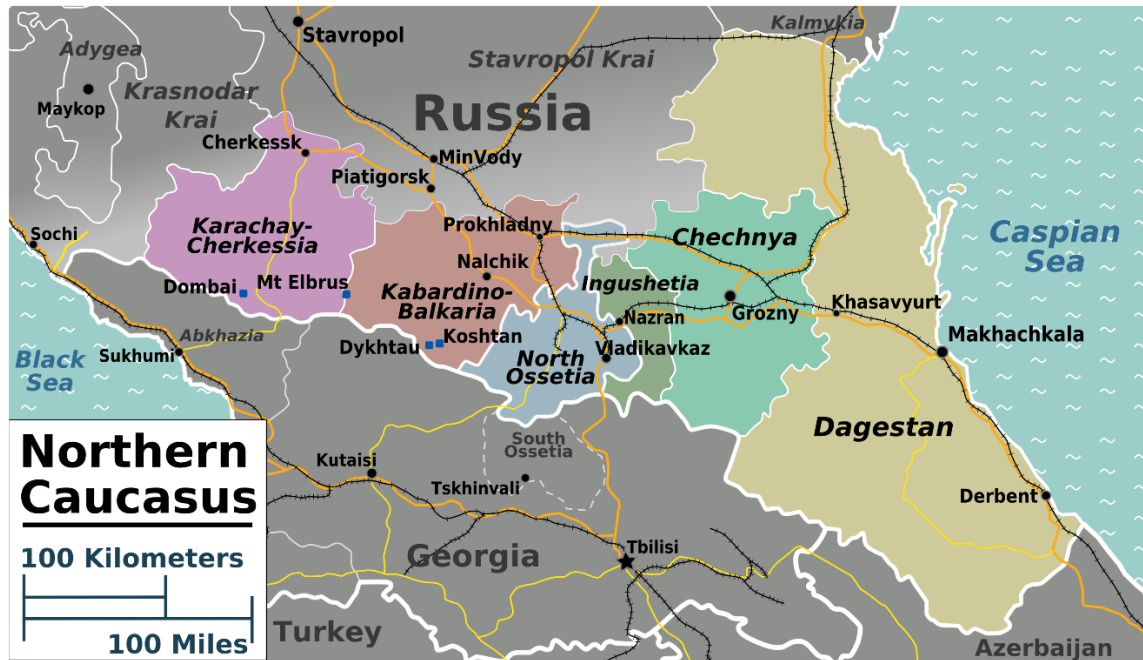 Kalmykia
Stavropol
Adygea
Stavropol Krai
Maykop
Krasnodar
Krai
Russia
Cherkessk
MinVody
Piatigorsk
Karachay-
Cherkessia
Prokhladny
Chechnya
Sochi
Caspian
Sea
Nalchik
Ingushetia
Dombai
Mt Elbrus
Kabardino-
Balkaria
Khasavyurt
Grozny
Nazran
Abkhazia
Koshtan
Makhachkala
Dykhtau
Vladikavkaz
Sukhumi
Black
Sea
North
Ossetia
Dagestan
Northern
Caucasus
South
Ossetia
Kutaisi
Tskhinvali
Derbent
100 Kilometers
Georgia
Tbilisi
100 Miles
Turkey
Azerbaijan